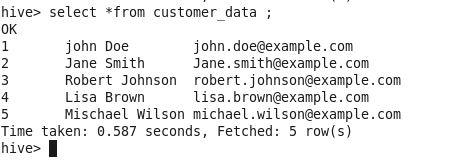 hive> select *from customer_data ;
OK
1 john Doe john.doe@example.com
2 Jane Smith Jane.smith@example.com
3 Robert Johnson robert.johnson@example.com
4 Lisa Brown lisa.brown@example.com
5 Mischael Wilson michael.wilson@example.com
Time taken: 0.587 seconds, Fetched: 5 row(s)
hive>